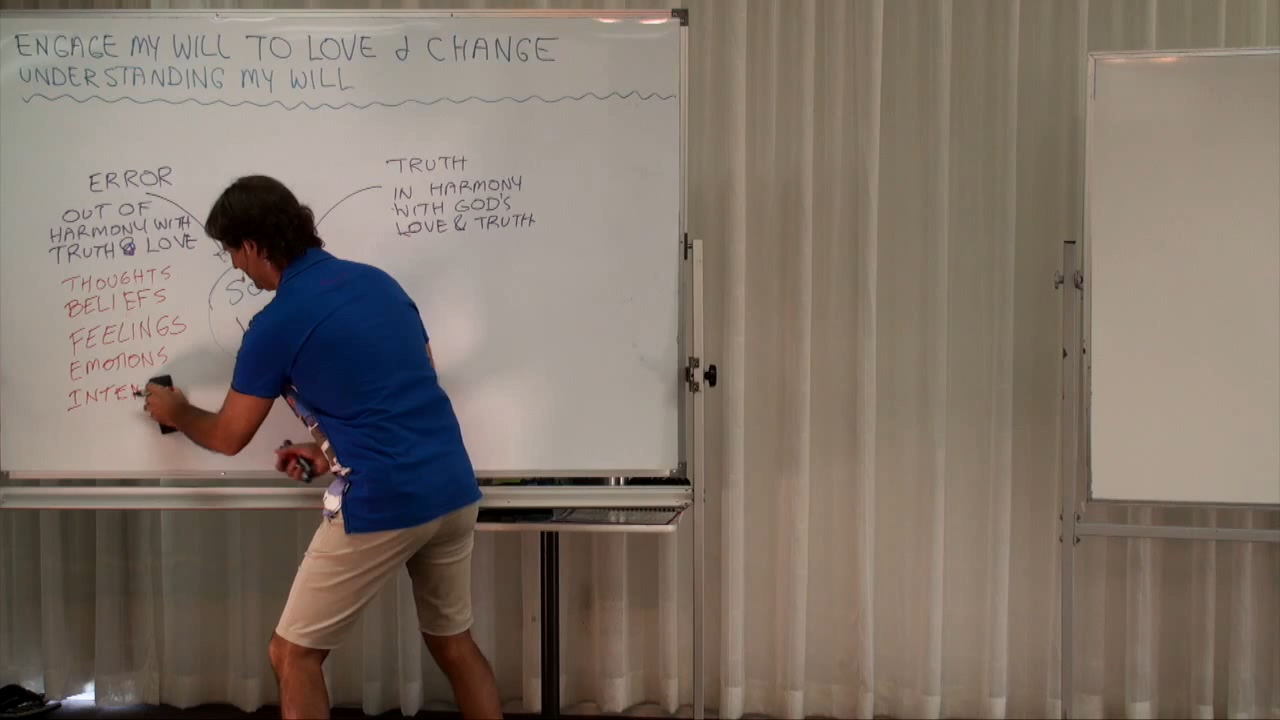 ENGAGE MY WILL TO LOVE & CHANGE
UNDERSTANDING MY WILL
ERROR
OUT OF
HARMONY WITH
TRUTH & LOVE
THOUGHTS
BELIEFS
FEELINGS
EMOTIONS
TRUTH
IN HARMONY
WITH GOD'S
LOVE & TRUTH